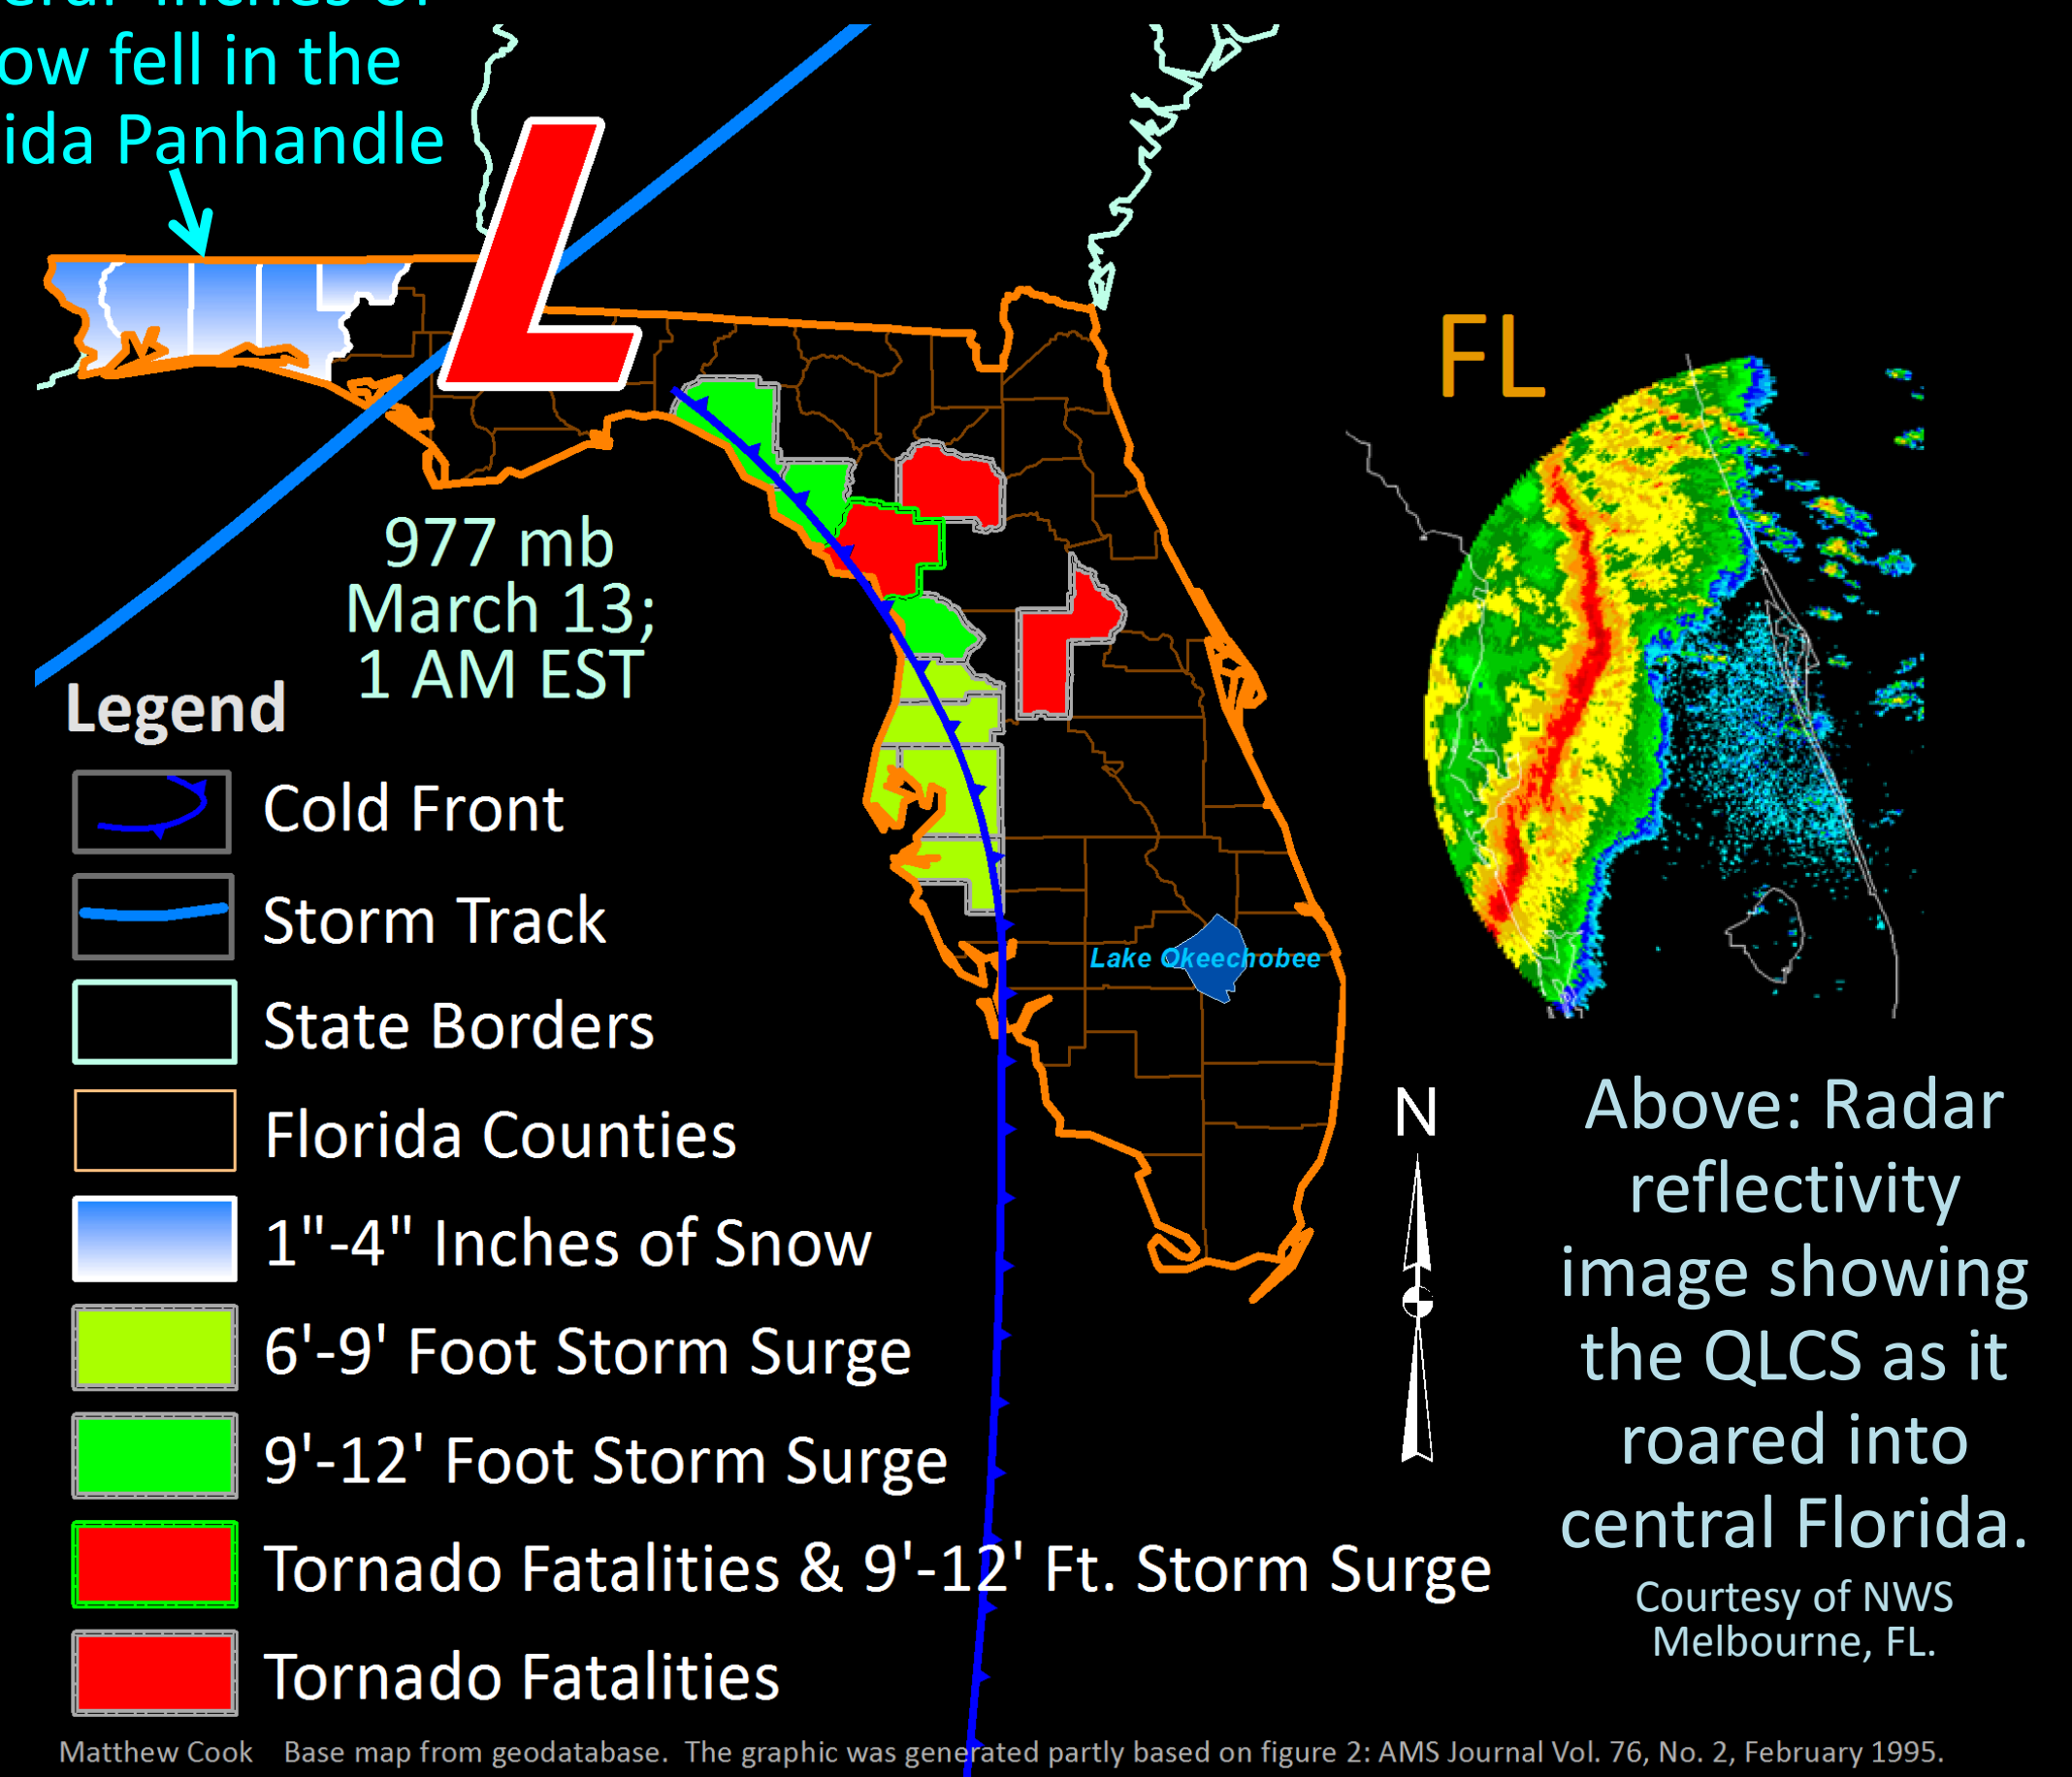 ow fell in the
ida Panhandle
L
FL
977 mb
March 13;
1 AM EST
Legend
Cold Front
Storm Track
State Borders
Florida Counties
1"-4" Inches of Snow
6'-9' Foot Storm Surge
9'-12' Foot Storm Surge
Tornado Fatalities & 9'-12' Ft. Storm Surge
Tornado Fatalities
Lake Okeechobee
N
Above: Radar
reflectivity
image showing
the QLCS as it
roared into
central Florida.
Courtesy of NWS
Melbourne, FL.
Matthew Cook Base map from geodatabase. The graphic was generated partly based on figure 2: AMS Journal Vol. 76, No. 2, February 1995.